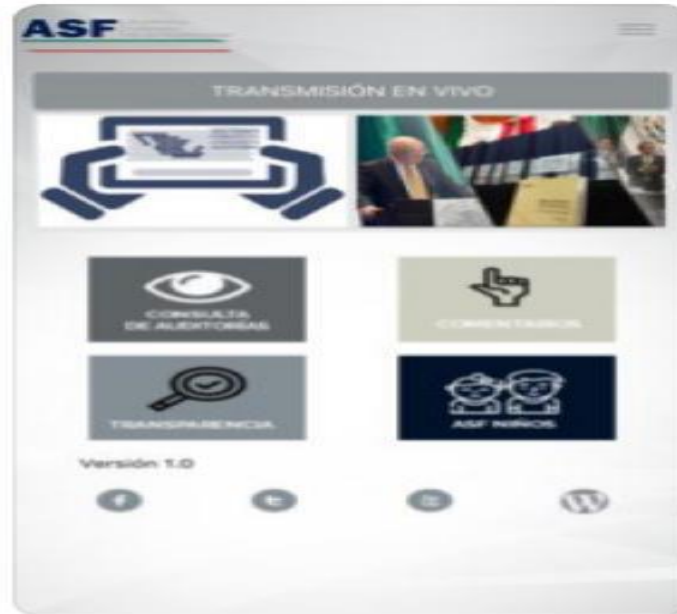 ASF
TRANSMISIÓN EN VIVO
CONSULTA
DE AUDITORÍAS
COMENTARIOS
TRANSPARENCIA
ASF NIÑOS
Versión 1.0